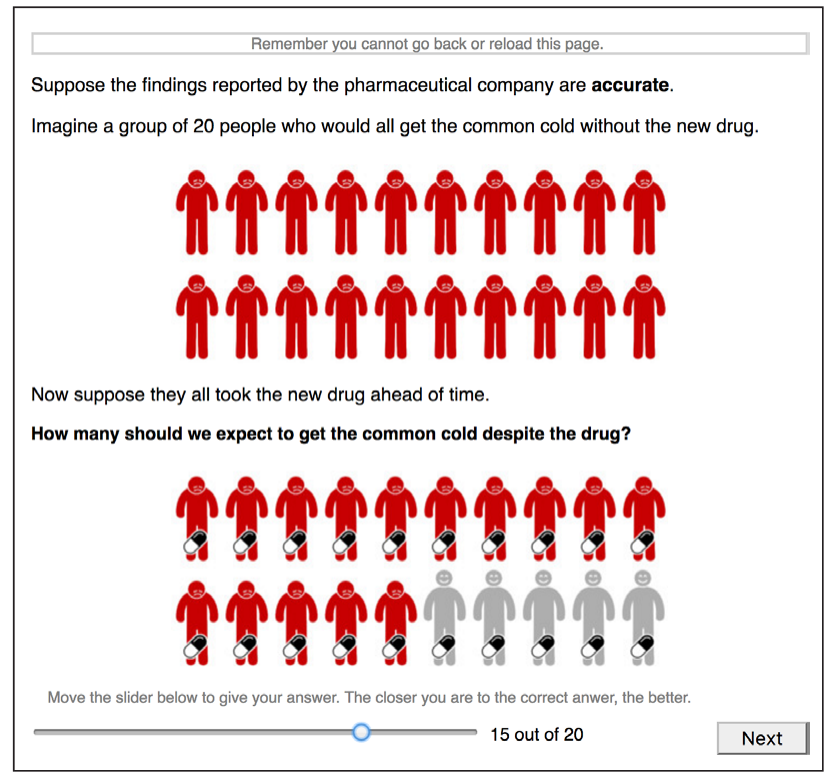 Remember you cannot go back or reload this page.
Suppose the findings reported by the pharmaceutical company are accurate.
Imagine a group of 20 people who would all get the common cold without the new drug.
Now suppose they all took the new drug ahead of time.
How many should we expect to get the common cold despite the drug?
Move the slider below to give your answer. The closer you are to the correct anwer, the better.
15 out of 20
Next